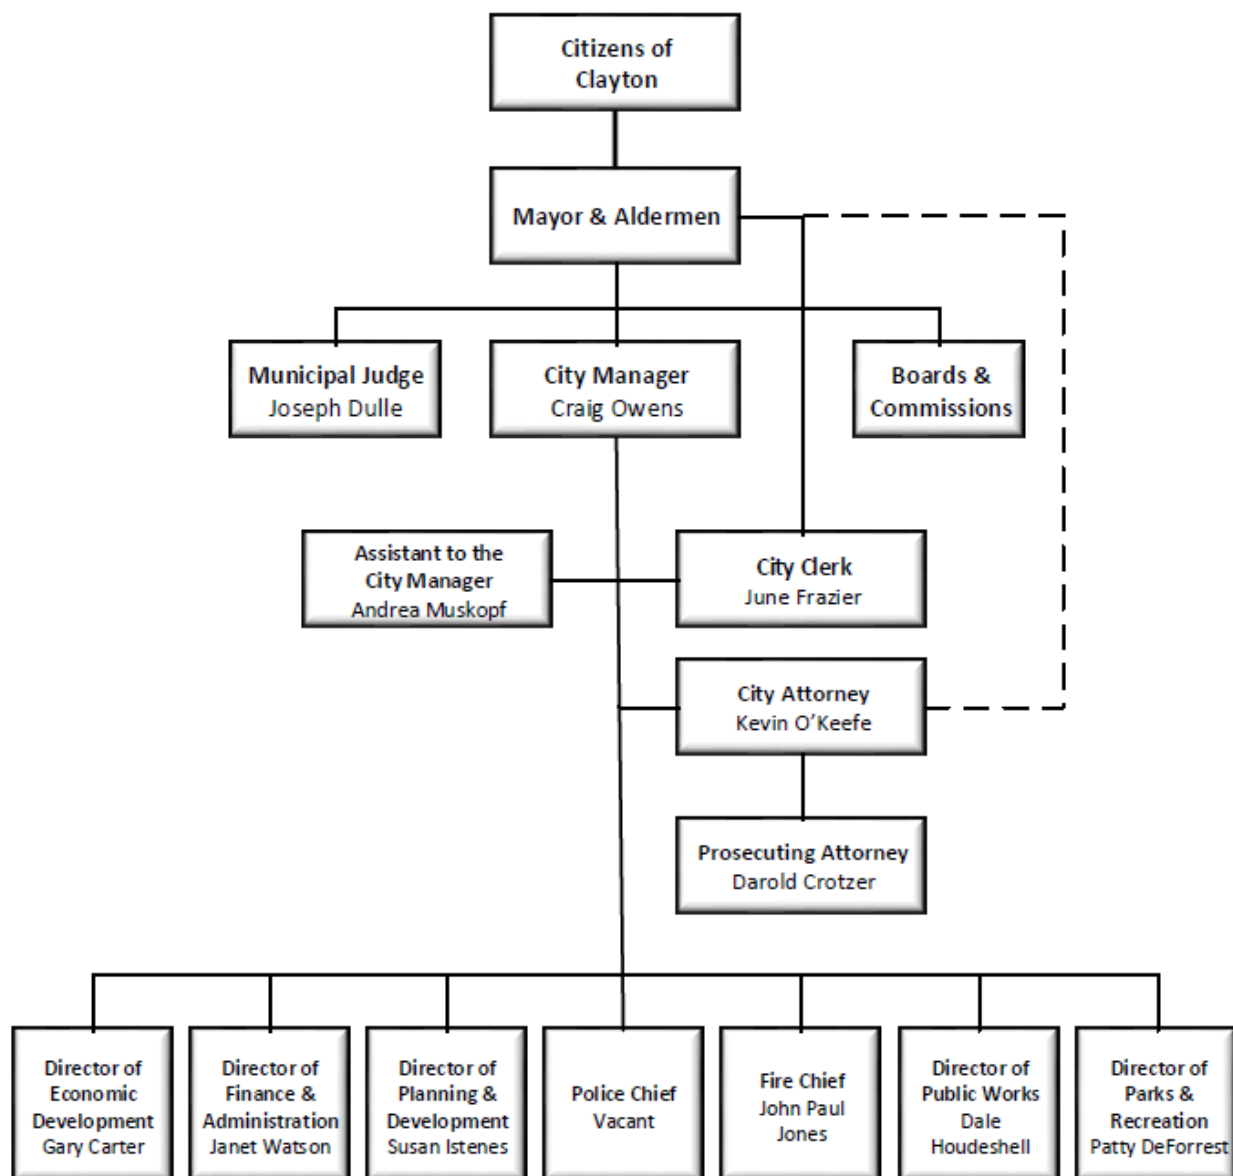 Citizens of
Clayton
Mayor & Aldermen
Municipal Judge
Joseph Dulle
City Manager
Craig Owens
Boards &
Commissions
Assistant to the
City Manager
Andrea Muskopf
City Clerk
June Frazier
City Attorney
Kevin O’Keefe
Prosecuting Attorney
Darold Crotzer
Director of
Economic
Development
Gary Carter
Director of
Finance &
Administration
Janet Watson
Director of
Planning &
Development
Susan Istenes
Police Chief
Vacant
Fire Chief
John Paul
Jones
Director of
Public Works
Dale
Houdeshell
Director of
Parks &
Recreation
Patty DeForrest